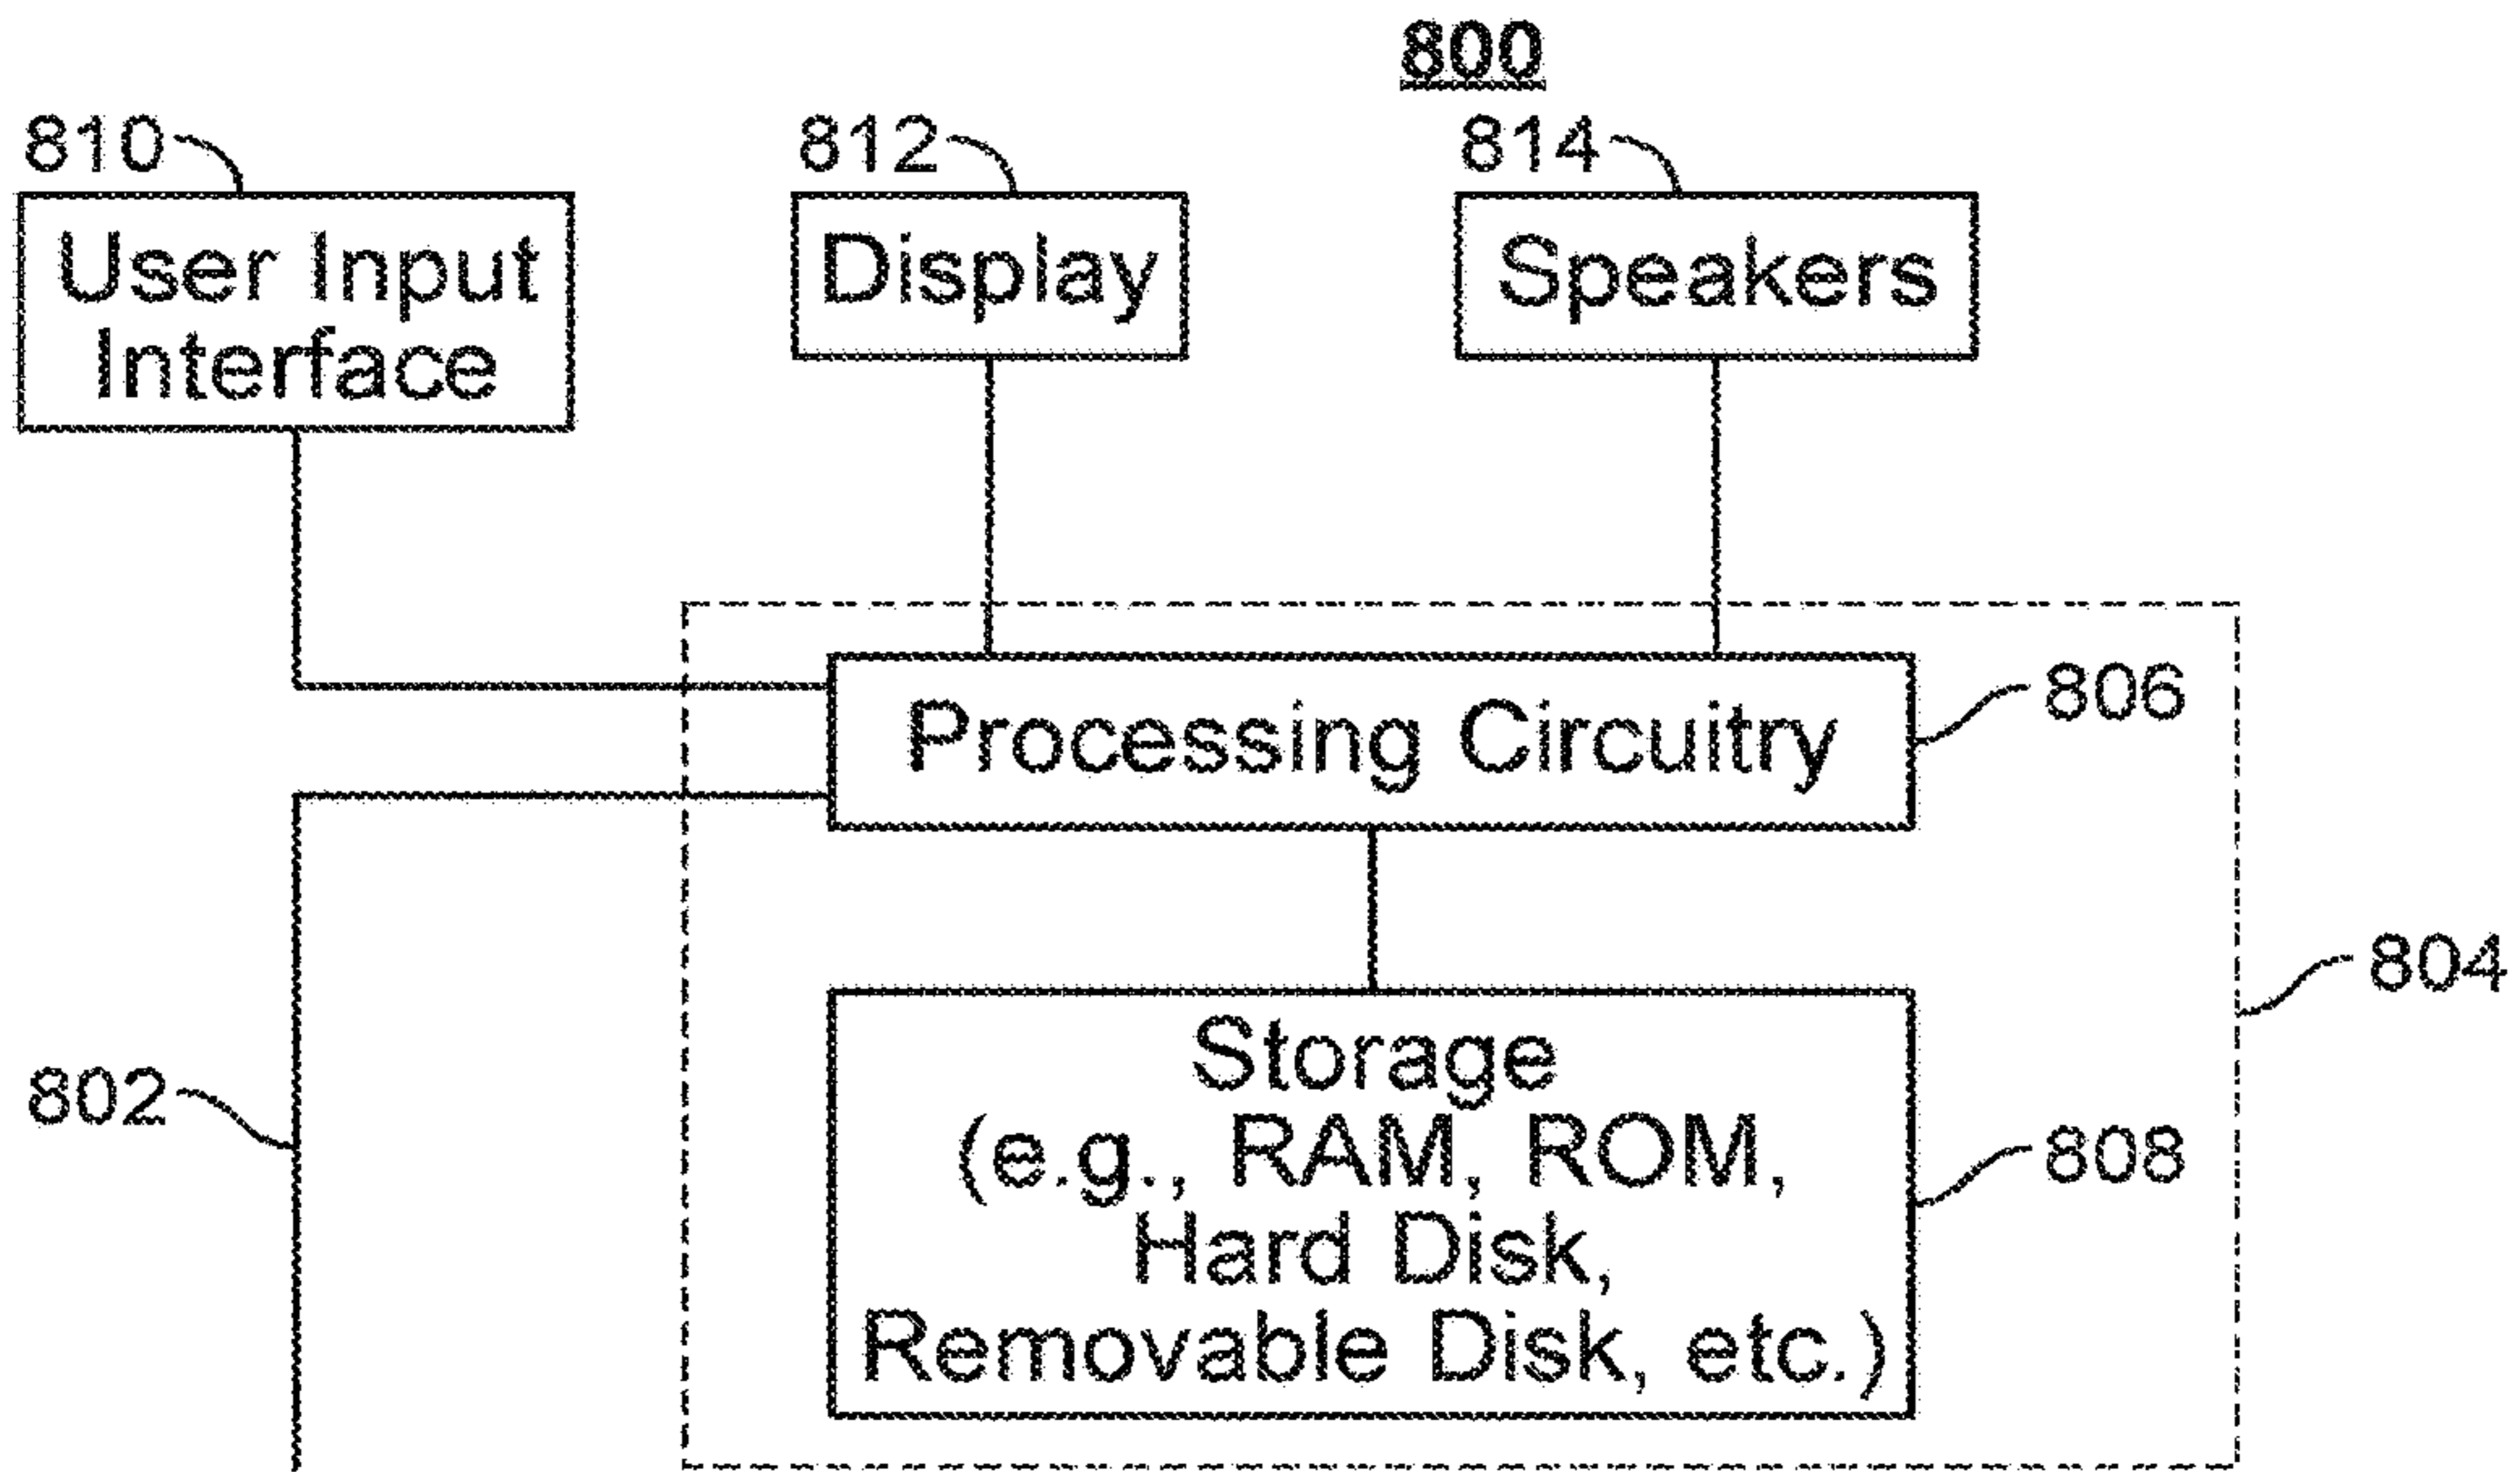 800
810
812
814
User Input
Interface
Display
Speakers
Processing Circuitry
806
804
802
Storage
(e.g., RAM, ROM,
Hard Disk,
Removable Disk, etc.)
808